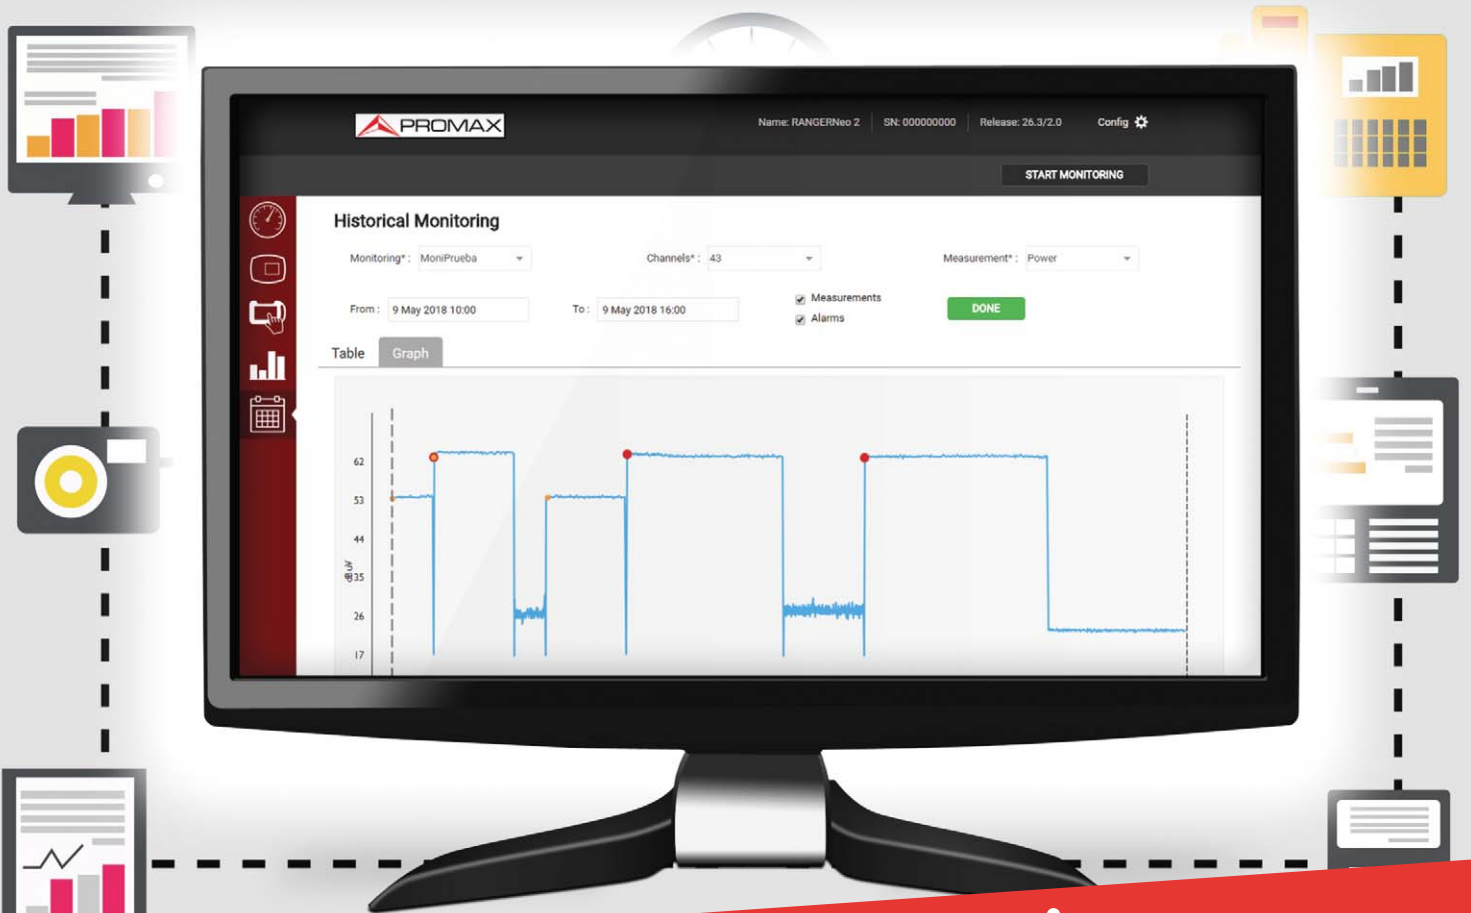 PROMAX
Name: RANGERNeo 2 SN: 000000000 Release: 26.3/2.0 Config
START MONITORING
Historical Monitoring
Monitoring* : MoniPrueba Channels* : 43 Measurement* : Power
From : 9 May 2018 10:00 To : 9 May 2018 16:00
Measurements
Alarms
DONE
Table Graph
62
53
44
dBuV
35
26
17